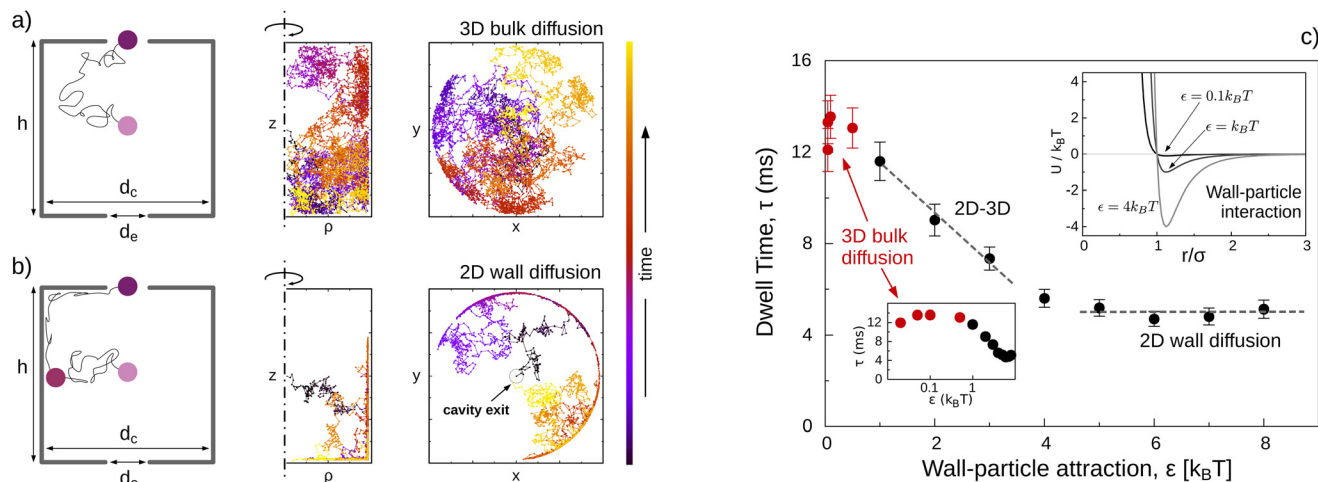 a)
h
d_c
d_e
z
ρ
3D bulk diffusion
y
x
b)
h
d_c
d_e
z
ρ
2D wall diffusion
y
cavity exit
x
time
c)
Dwell Time, τ (ms)
16
12
8
4
0
0 2 4 6 8
Wall-particle attraction, ε [k_BT]
3D bulk
diffusion
2D-3D
2D wall diffusion
τ (ms)
12
8
4
0
0.1 1
ε (k_BT)
U / k_BT
4
2
0
-2
-4
ϵ = 0.1k_BT
ϵ = k_BT
ϵ = 4k_BT
Wall-particle
interaction
0 1 2 3
r/σ